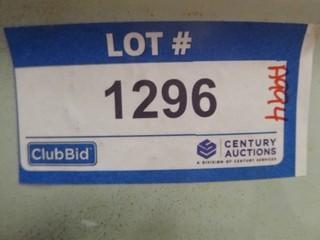 LOT #
1296
ClubBid
CENTURY
AUCTIONS
A DIVISION OF CENTURY SERVICES